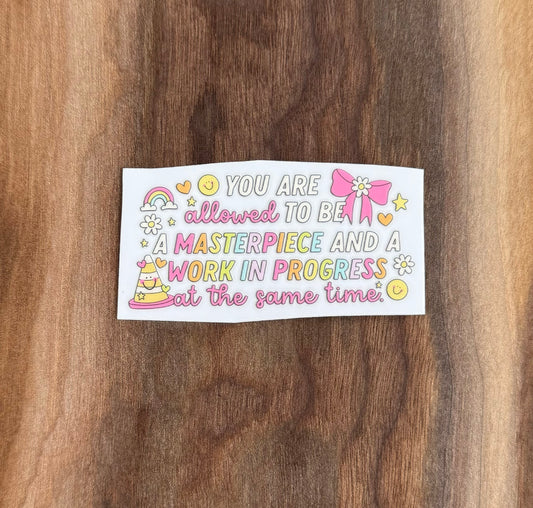 YOU ARE
allowed TO BE
A MASTERPIECE AND A
WORK IN PROGRESS
at the same time.